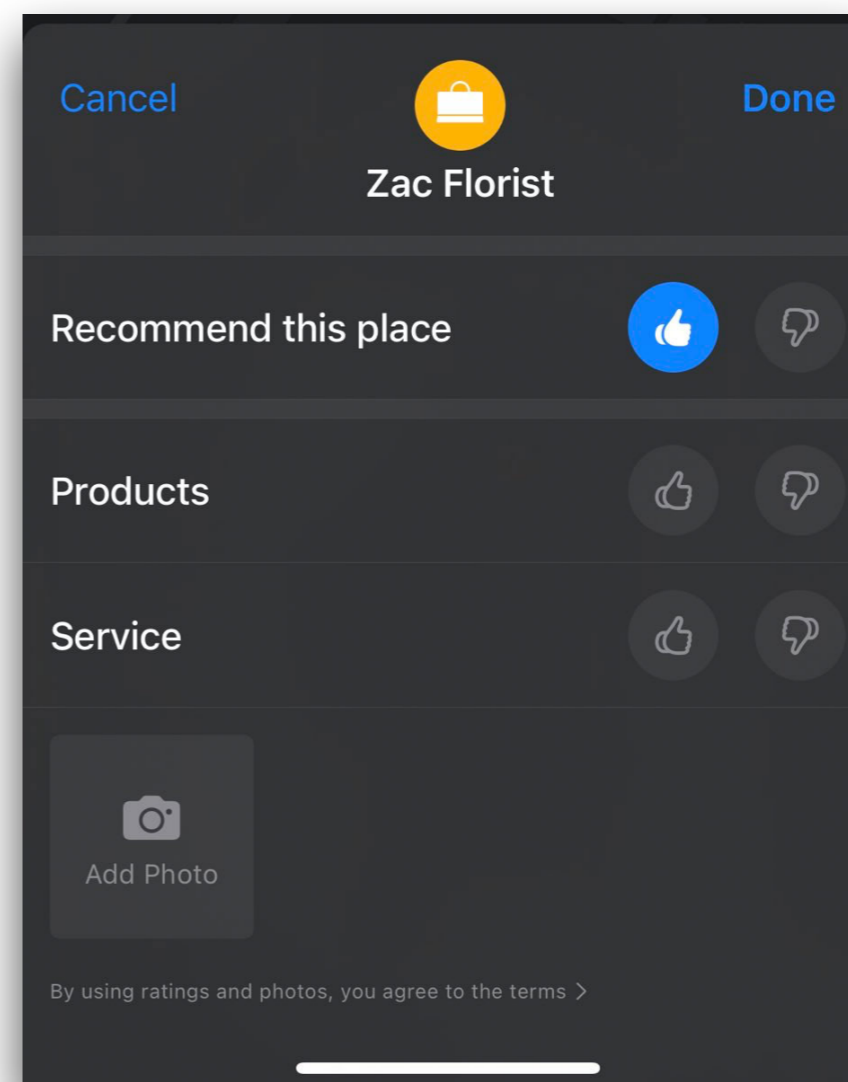 Cancel
Done
Zac Florist
Recommend this place
Products
Service
Add Photo
By using ratings and photos, you agree to the terms >